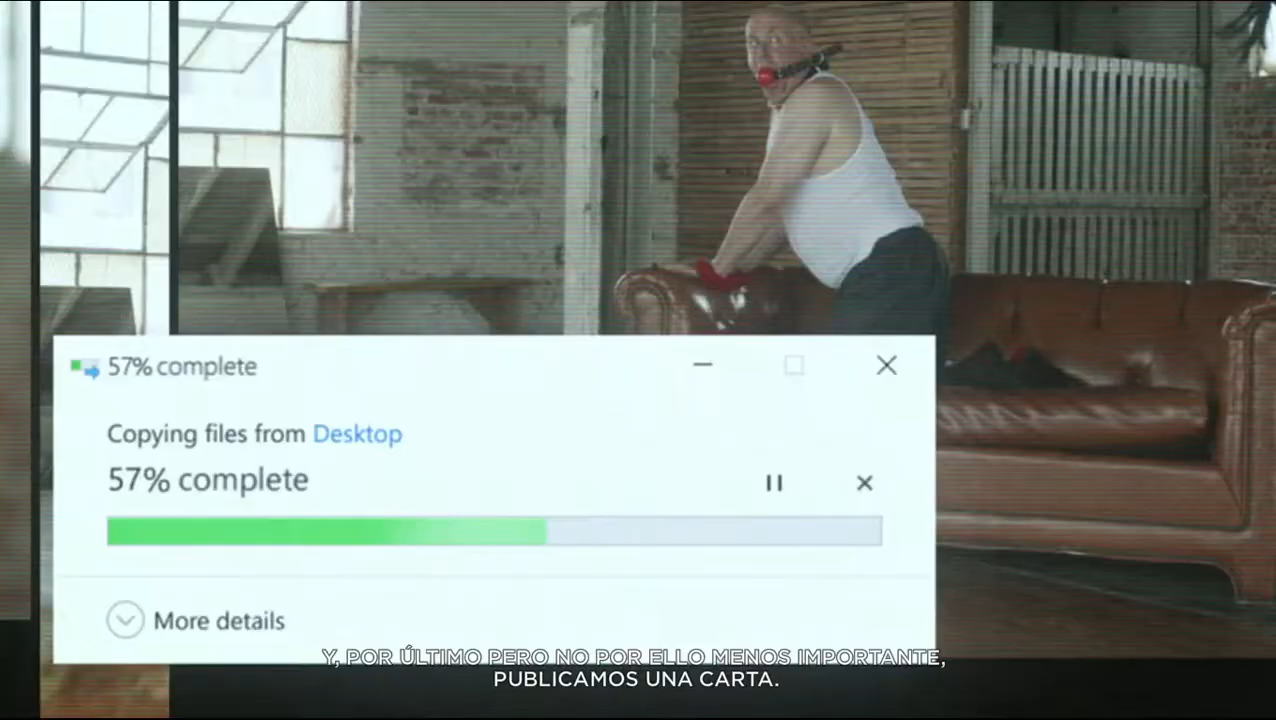 57% complete
Copying files from Desktop
57% complete
More details
Y, POR ÚLTIMO PERO NO POR ELLO MENOS IMPORTANTE,
PUBLICAMOS UNA CARTA.